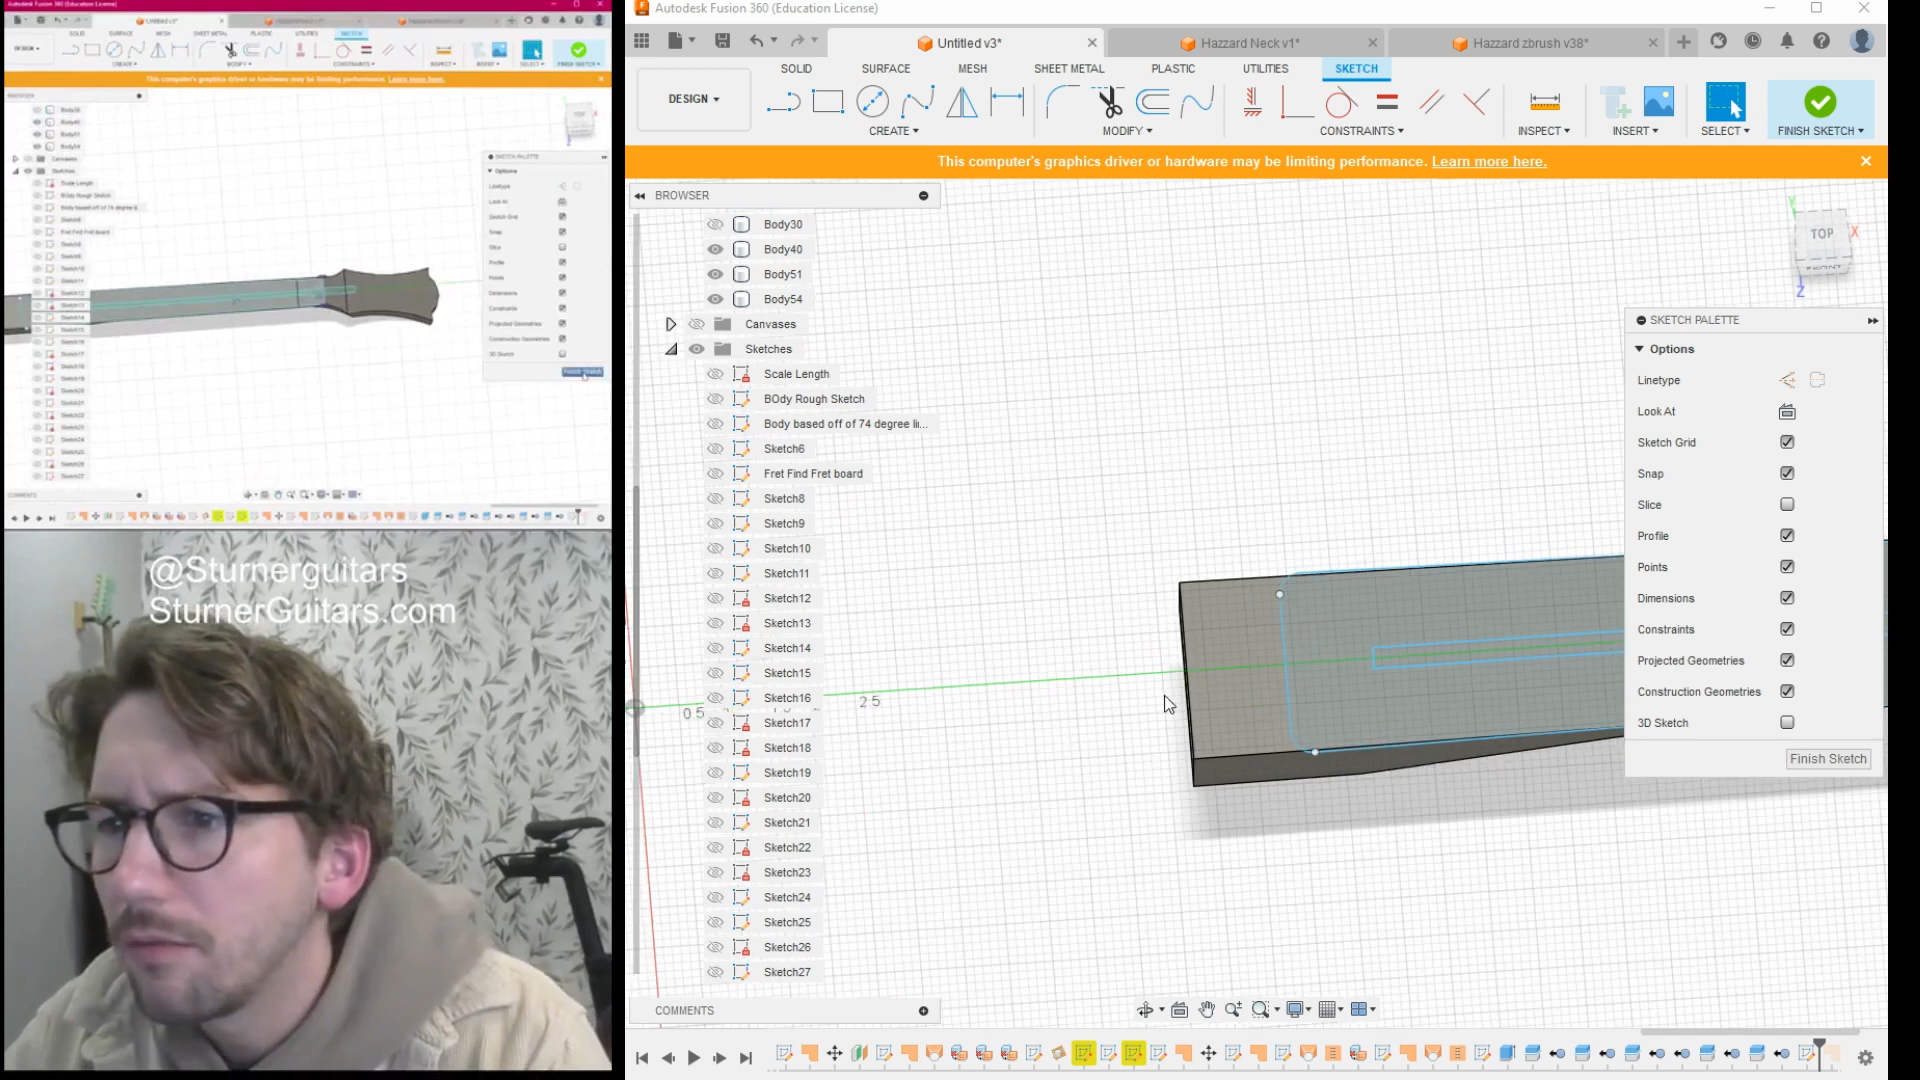 Autodesk Fusion 360 (Education License)
Untitled v3*
Hazzard Neck v1*
Hazzard zbrush v38*
SOLID
SURFACE
MESH
SHEET METAL
PLASTIC
UTILITIES
SKETCH
DESIGN
CREATE
MODIFY
CONSTRAINTS
INSPECT
INSERT
SELECT
FINISH SKETCH
This computer's graphics driver or hardware may be limiting performance. Learn more here.
BROWSER
Body30
Body40
Body51
Body54
Canvases
Sketches
Scale Length
BOdy Rough Sketch
Body based off of 74 degree li...
Sketch6
Fret Find Fret board
Sketch8
Sketch9
Sketch10
Sketch11
Sketch12
Sketch13
Sketch14
Sketch15
Sketch16
Sketch17
Sketch18
Sketch19
Sketch20
Sketch21
Sketch22
Sketch23
Sketch24
Sketch25
Sketch26
Sketch27
COMMENTS
0.5
2.5
Y
TOP
X
FRONT
Z
SKETCH PALETTE
Options
Linetype
Look At
Sketch Grid
Snap
Slice
Profile
Points
Dimensions
Constraints
Projected Geometries
Construction Geometries
3D Sketch
Finish Sketch
@Sturnerguitars
SturnerGuitars.com